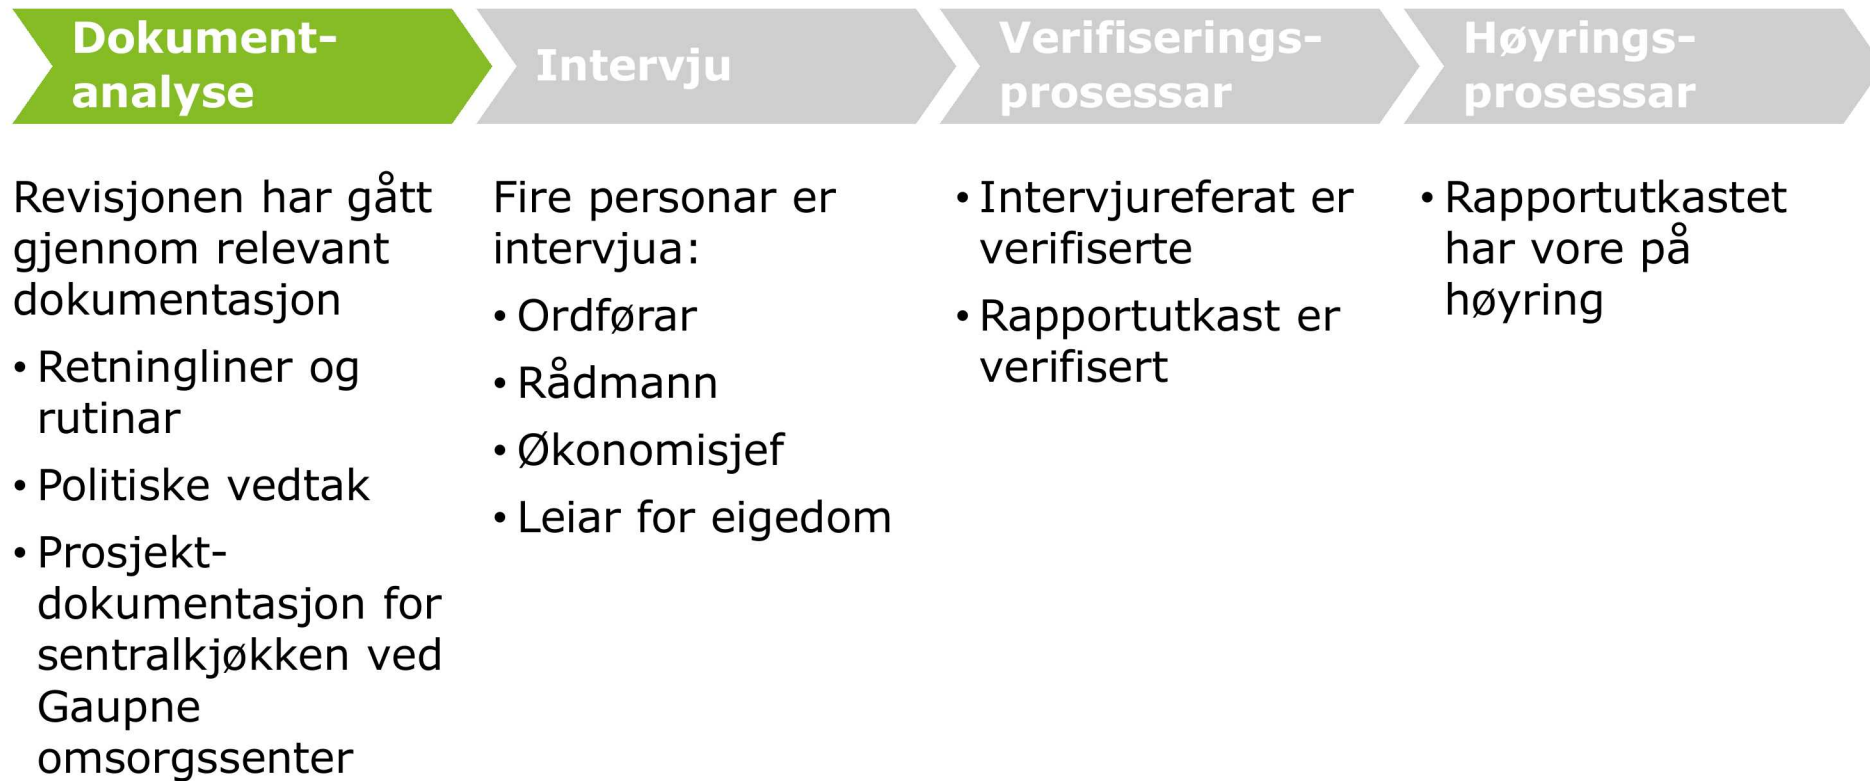 Dokument-
analyse
Intervju
Verifiserings-
prosessar
Høyrings-
prosessar
Revisjonen har gått
gjennom relevant
dokumentasjon
• Retningliner og
rutinar
• Politiske vedtak
• Prosjekt-
dokumentasjon for
sentralkjøkken ved
Gaupne
omsorgssenter
Fire personar er
intervjua:
• Ordførar
• Rådmann
• Økonomisjef
• Leiar for eigedom
• Intervjureferat er
verifiserte
• Rapportutkast er
verifisert
• Rapportutkastet
har vore på
høyring